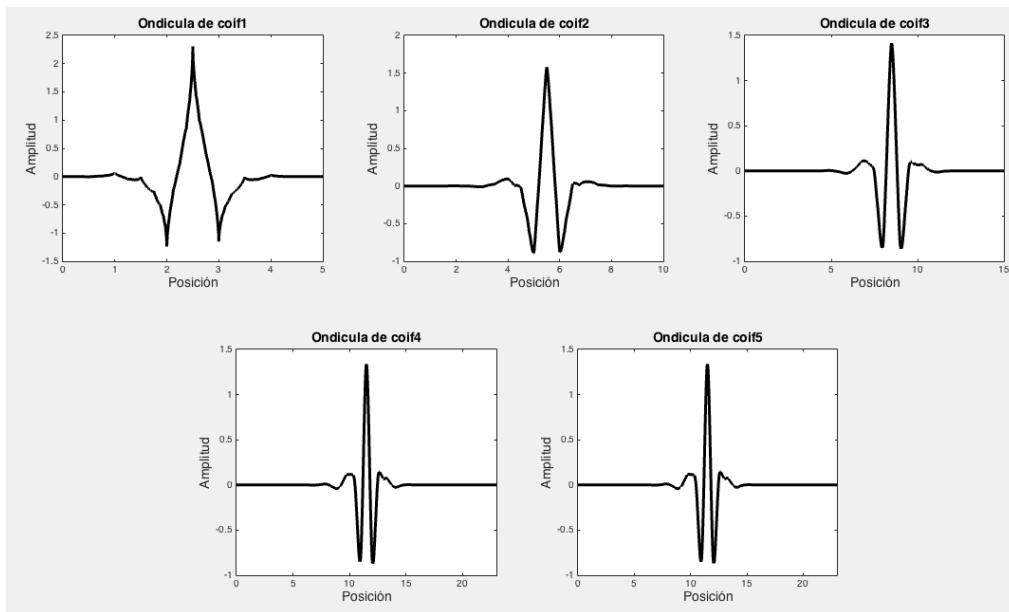 Ondicula de coif1
2.5
2
1.5
1
0.5
0
-0.5
-1
-1.5
Amplitud
0 1 2 3 4 5
Posición
Ondicula de coif2
2
1.5
1
0.5
0
-0.5
-1
Amplitud
0 2 4 6 8 10
Posición
Ondicula de coif3
1.5
1
0.5
0
-0.5
-1
Amplitud
0 5 10 15
Posición
Ondicula de coif4
1.5
1
0.5
0
-0.5
-1
Amplitud
0 5 10 15 20
Posición
Ondicula de coif5
1.5
1
0.5
0
-0.5
-1
Amplitud
0 5 10 15 20
Posición